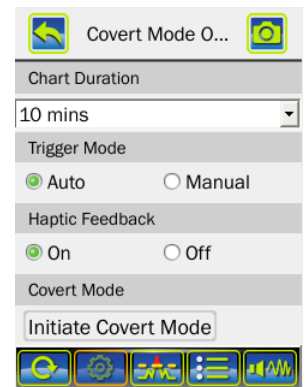 Covert Mode O...
Chart Duration
10 mins
Trigger Mode
Auto Manual
Haptic Feedback
On Off
Covert Mode
Initiate Covert Mode